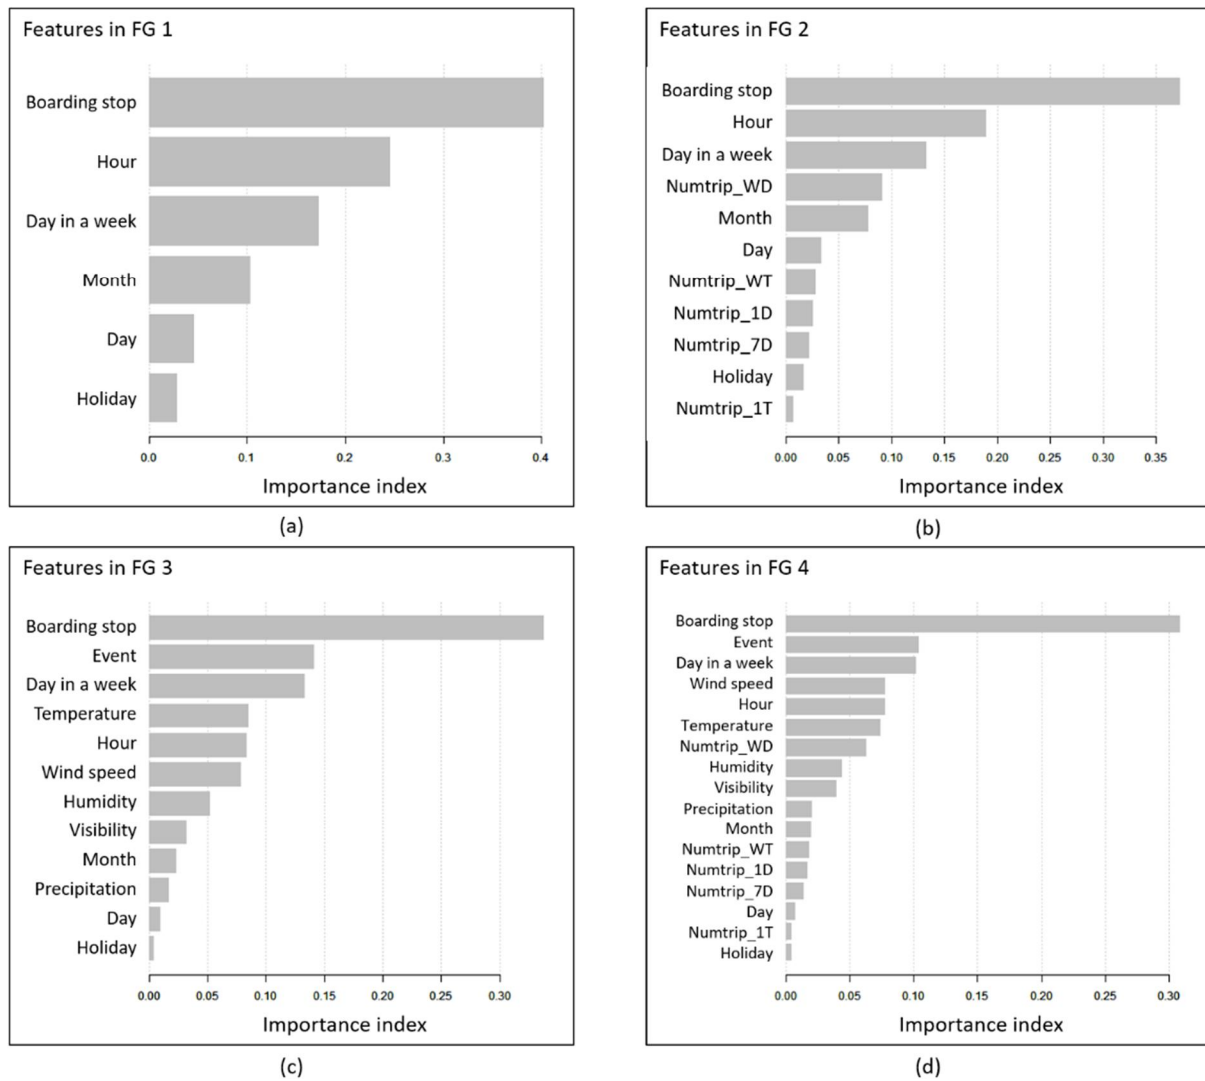 Features in FG 1
Boarding stop
Hour
Day in a week
Month
Day
Holiday
0.0 0.1 0.2 0.3 0.4
Importance index
(a)
Features in FG 2
Boarding stop
Hour
Day in a week
Numtrip_WD
Month
Day
Numtrip_WT
Numtrip_1D
Numtrip_7D
Holiday
Numtrip_1T
0.00 0.05 0.10 0.15 0.20 0.25 0.30 0.35
Importance index
(b)
Features in FG 3
Boarding stop
Event
Day in a week
Temperature
Hour
Wind speed
Humidity
Visibility
Month
Precipitation
Day
Holiday
0.00 0.05 0.10 0.15 0.20 0.25 0.30
Importance index
(c)
Features in FG 4
Boarding stop
Event
Day in a week
Wind speed
Hour
Temperature
Numtrip_WD
Humidity
Visibility
Precipitation
Month
Numtrip_WT
Numtrip_1D
Numtrip_7D
Day
Numtrip_1T
Holiday
0.00 0.05 0.10 0.15 0.20 0.25 0.30
Importance index
(d)